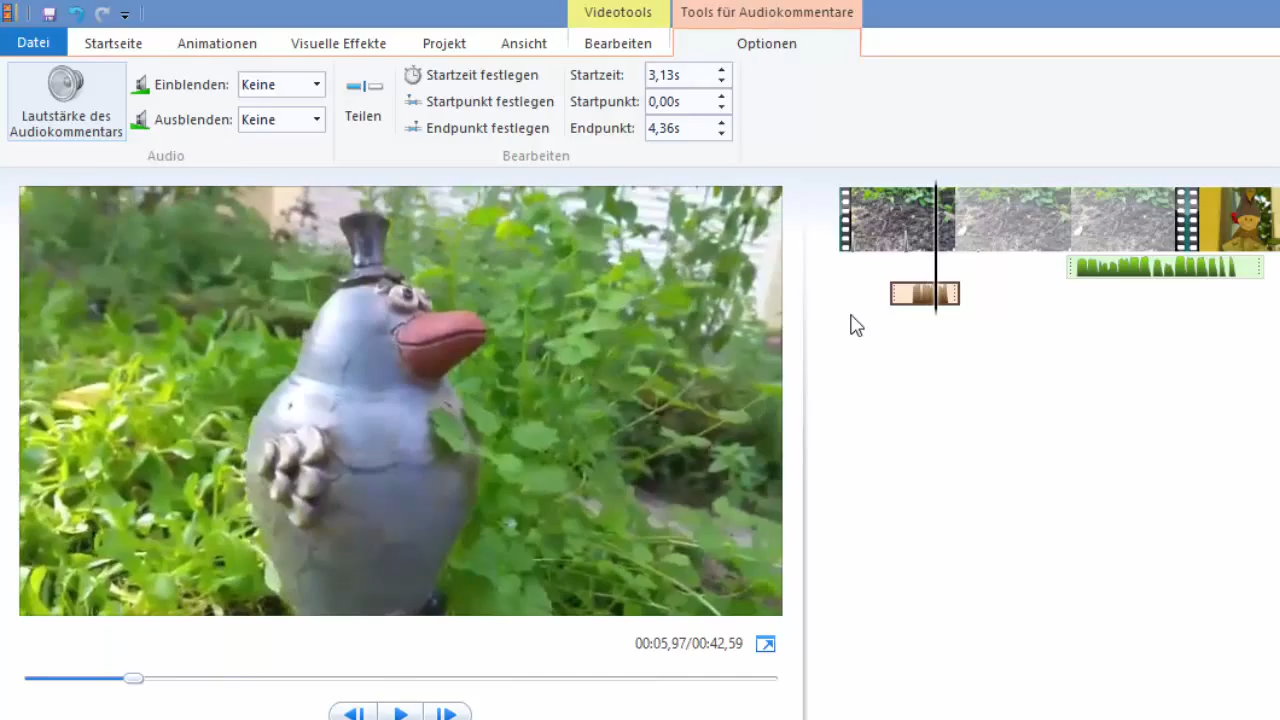 Videotools
Tools für Audiokommentare
Datei
Startseite
Animationen
Visuelle Effekte
Projekt
Ansicht
Bearbeiten
Optionen
Lautstärke des
Audiokommentars
Einblenden: Keine
Ausblenden: Keine
Audio
Teilen
Startzeit festlegen
Startpunkt festlegen
Endpunkt festlegen
Startzeit: 3,13s
Startpunkt: 0,00s
Endpunkt: 4,36s
Bearbeiten
00:05,97/00:42,59